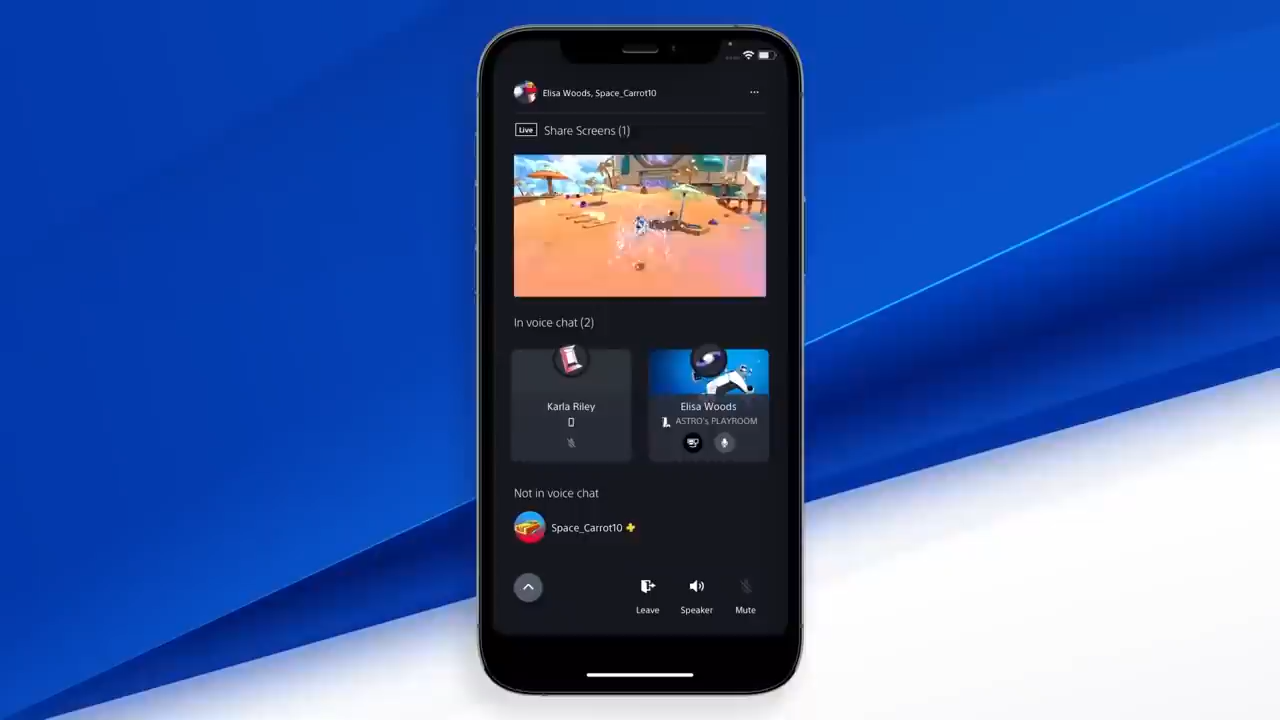 Elisa Woods, Space_Carrot10
Live Share Screens (1)
In voice chat (2)
Karla Riley
Elisa Woods
ASTRO's PLAYROOM
Not in voice chat
Space_Carrot10
Leave Speaker Mute